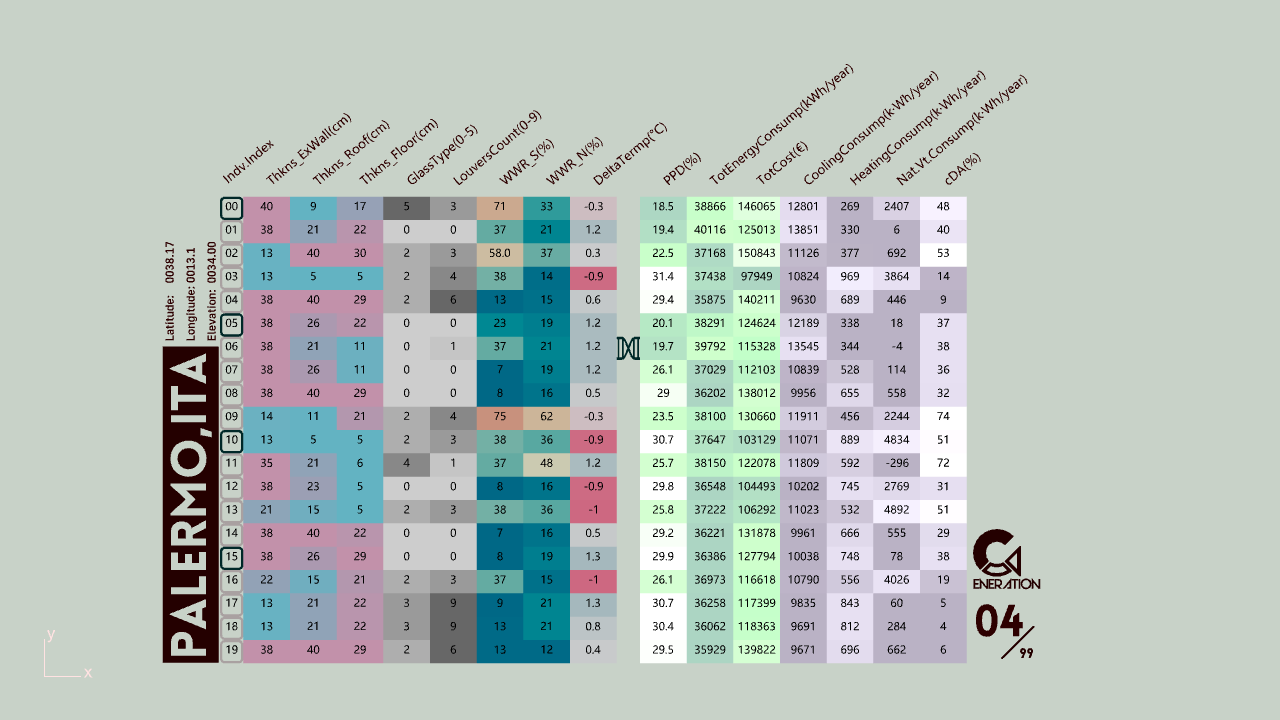 Indv.Index Thkns_ExWall(cm) Thkns_Roof(cm) Thkns_Floor(cm) GlassType(0-5) LouversCount(0-9) WWR_S(%) WWR_N(%) DeltaTermp(°C) PPD(%) TotEnergyConsump(kWh/year) TotCost(€) CoolingConsump(k·Wh/year) HeatingConsump(k·Wh/year) Nat.Vt.Consump(k·Wh/year) cDA(%)
00 40 9 17 5 3 71 33 -0.3 18.5 38866 146065 12801 269 2407 48
01 38 21 22 0 0 37 21 1.2 19.4 40116 125013 13851 330 6 40
02 13 40 30 2 3 58.0 37 0.3 22.5 37168 150843 11126 377 692 53
03 13 5 5 2 4 38 14 -0.9 31.4 37438 97949 10824 969 3864 14
04 38 40 29 2 6 13 15 0.6 29.4 35875 140211 9630 689 446 9
05 38 26 22 0 0 23 19 1.2 20.1 38291 124624 12189 338 18 37
06 38 21 11 0 1 37 21 1.2 19.7 39792 115328 13545 344 -4 38
07 38 26 11 0 0 7 19 1.2 26.1 37029 112103 10839 528 114 36
08 38 40 29 0 0 8 16 0.5 29 36202 138012 9956 655 558 32
09 14 11 21 2 4 75 62 -0.3 23.5 38100 130660 11911 456 2244 74
10 13 5 5 2 3 38 36 -0.9 30.7 37647 103129 11071 889 4834 51
11 35 21 6 4 1 37 48 1.2 25.7 38150 122078 11809 592 -296 72
12 38 23 5 0 0 8 16 -0.9 29.8 36548 104493 10202 745 2769 31
13 21 15 5 2 3 38 36 -1 25.8 37222 106292 11023 532 4892 51
14 38 40 22 0 0 7 16 0.5 29.2 36221 131878 9961 666 555 29
15 38 26 29 0 0 8 19 1.3 29.9 36386 127794 10038 748 78 38
16 22 15 21 2 3 37 15 -1 26.1 36973 116618 10790 556 4026 19
17 13 21 22 3 9 9 21 1.3 30.7 36258 117399 9835 843 60 5
18 13 21 22 3 9 13 21 0.8 30.4 36062 118363 9691 812 284 4
19 38 40 29 2 6 13 12 0.4 29.5 35929 139822 9671 696 662 6
Latitude: 0038.17
Longitude: 0013.1
Elevation: 0034.00
PALERMO,ITA
GENERATION
04/99
y
x